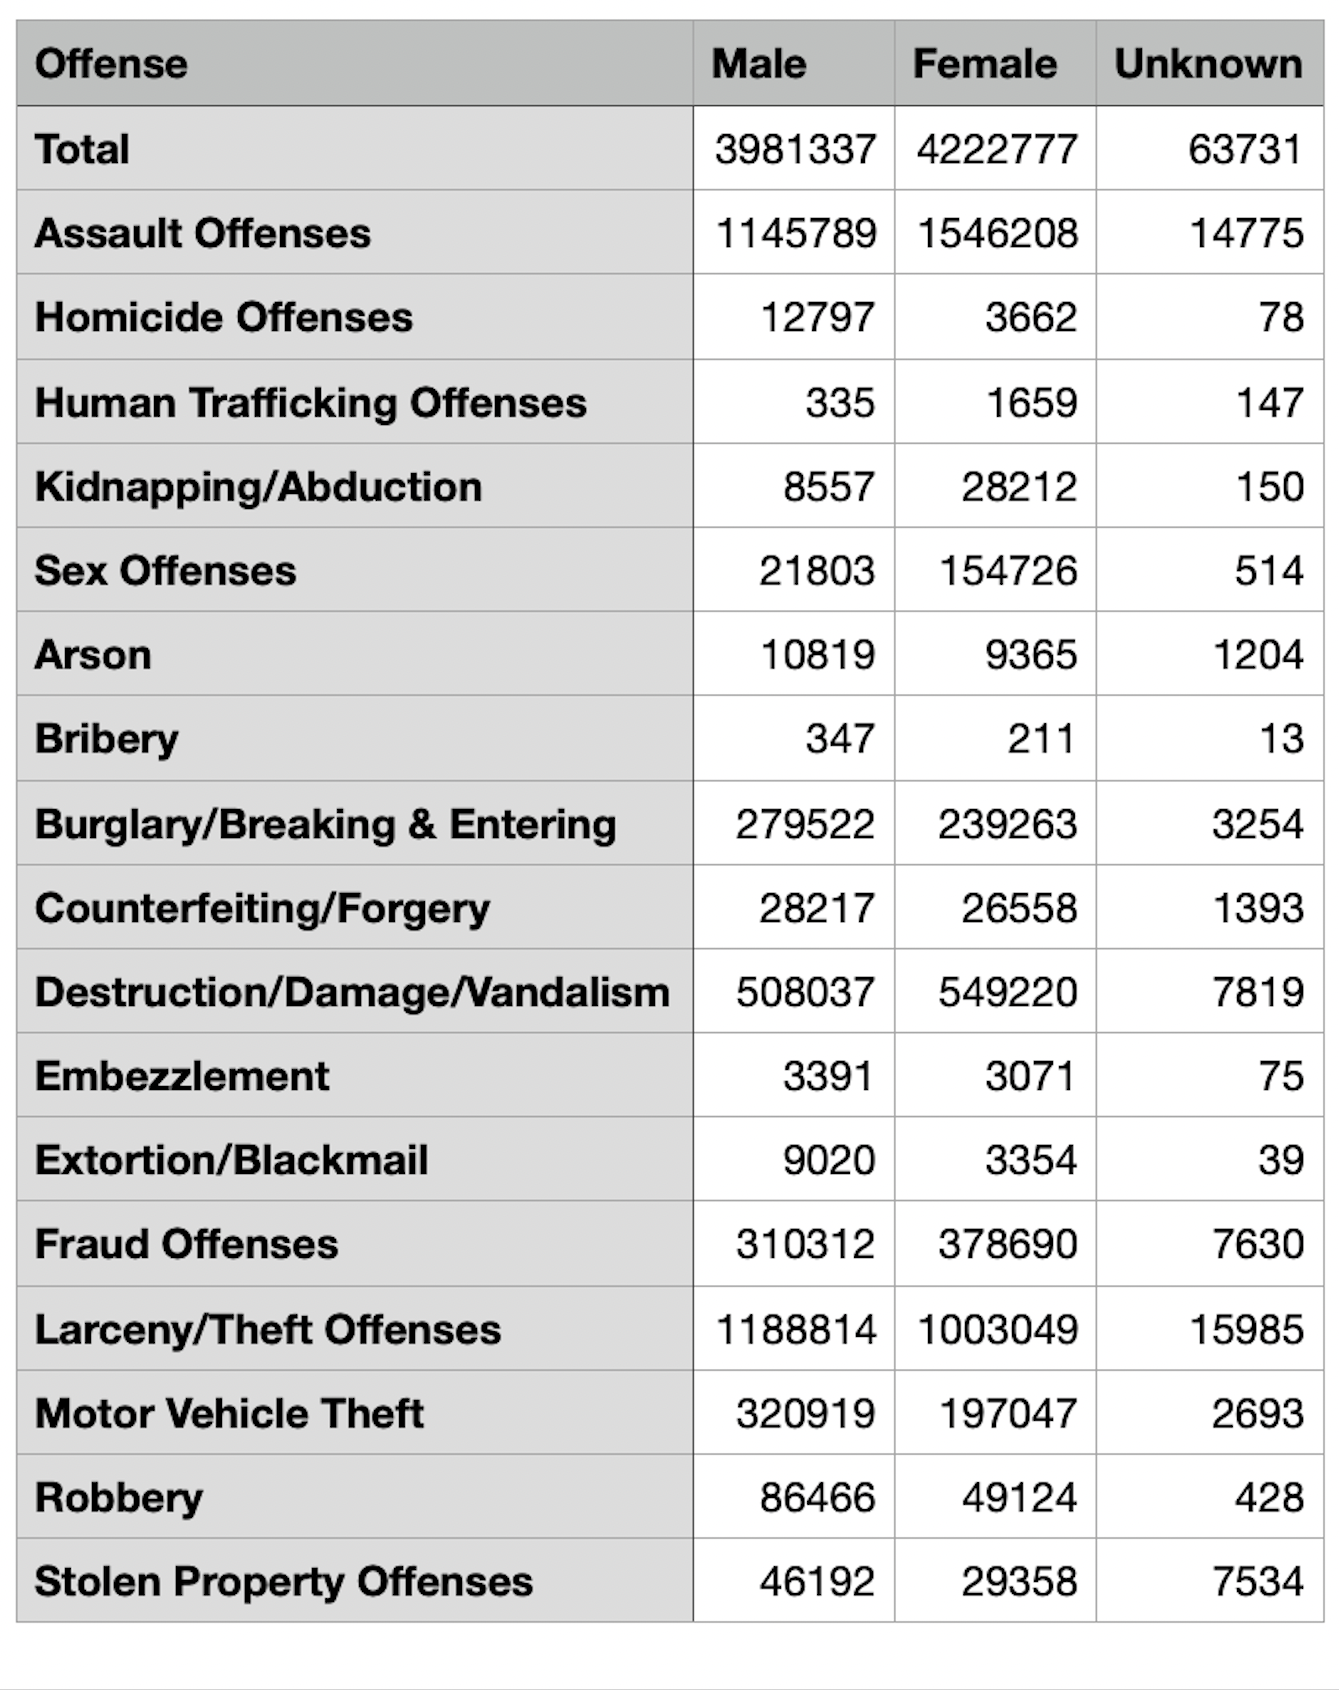 Offense Male Female Unknown
Total 3981337 4222777 63731
Assault Offenses 1145789 1546208 14775
Homicide Offenses 12797 3662 78
Human Trafficking Offenses 335 1659 147
Kidnapping/Abduction 8557 28212 150
Sex Offenses 21803 154726 514
Arson 10819 9365 1204
Bribery 347 211 13
Burglary/Breaking & Entering 279522 239263 3254
Counterfeiting/Forgery 28217 26558 1393
Destruction/Damage/Vandalism 508037 549220 7819
Embezzlement 3391 3071 75
Extortion/Blackmail 9020 3354 39
Fraud Offenses 310312 378690 7630
Larceny/Theft Offenses 1188814 1003049 15985
Motor Vehicle Theft 320919 197047 2693
Robbery 86466 49124 428
Stolen Property Offenses 46192 29358 7534